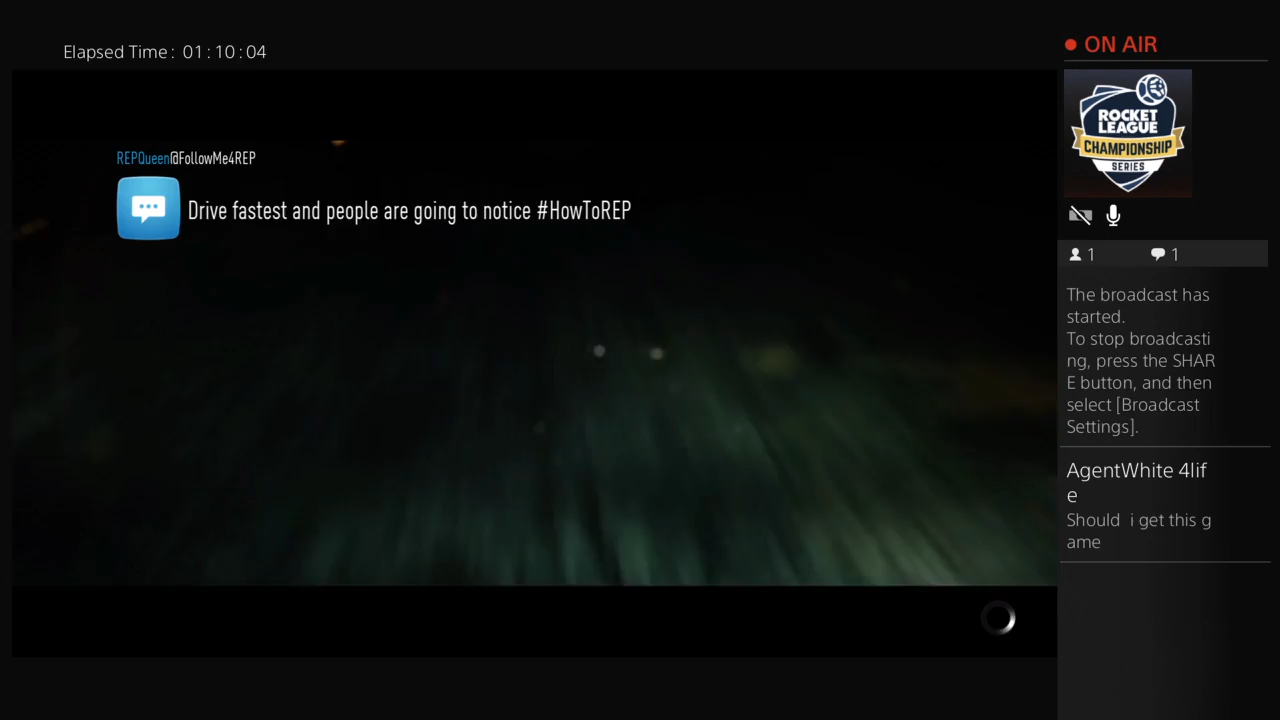 Elapsed Time: 01:10:04
ON AIR
ROCKET
LEAGUE
CHAMPIONSHIP
SERIES
REPQueen@FollowMe4REP
Drive fastest and people are going to notice #HowToREP
1
1
The broadcast has
started.
To stop broadcasti
ng, press the SHAR
E button, and then
select [Broadcast
Settings].
AgentWhite 4lif
e
Should i get this g
ame